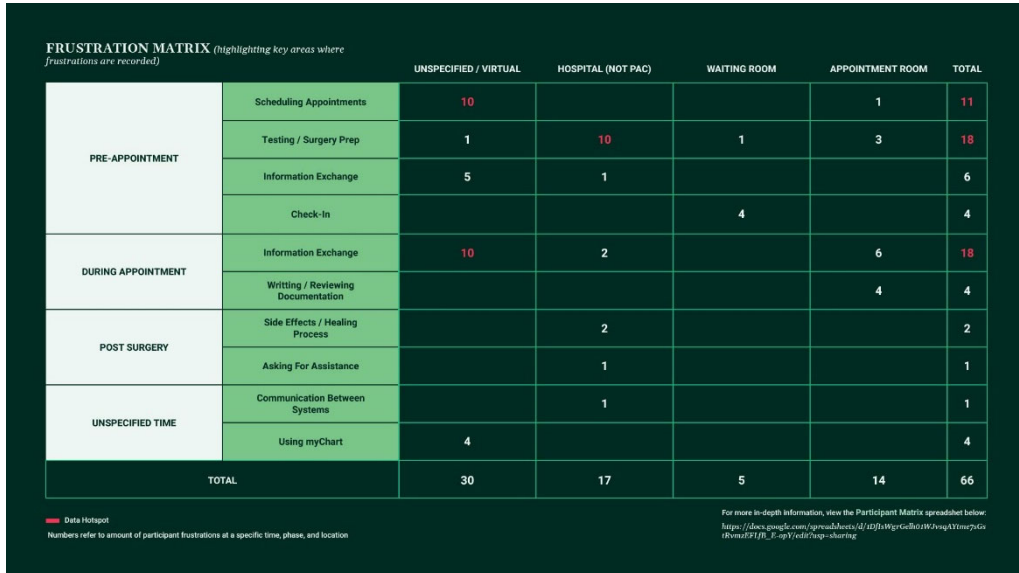 FRUSTRATION MATRIX (highlighting key areas where
frustrations are recorded)
UNSPECIFIED / VIRTUAL HOSPITAL (NOT PAC) WAITING ROOM APPOINTMENT ROOM TOTAL
PRE-APPOINTMENT
Scheduling Appointments 10 1 11
Testing / Surgery Prep 1 10 1 3 18
Information Exchange 5 1 6
Check-In 4 4
DURING APPOINTMENT
Information Exchange 10 2 6 18
Writting / Reviewing
Documentation 4 4
POST SURGERY
Side Effects / Healing
Process 2 2
Asking For Assistance 1 1
UNSPECIFIED TIME
Communication Between
Systems 1 1
Using myChart 4 4
TOTAL 30 17 5 14 66
Data Hotspot
Numbers refer to amount of participant frustrations at a specific time, phase, and location
For more in-depth information, view the Participant Matrix spreadsheet below: